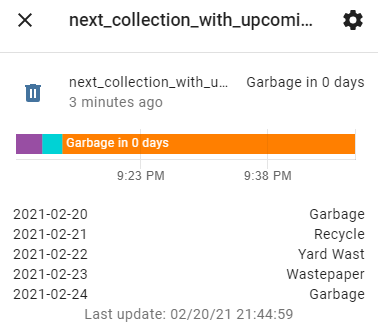 next_collection_with_upcomi...
next_collection_with_u... Garbage in 0 days
3 minutes ago
Garbage in 0 days
9:23 PM 9:38 PM
2021-02-20 Garbage
2021-02-21 Recycle
2021-02-22 Yard Wast
2021-02-23 Wastepaper
2021-02-24 Garbage
Last update: 02/20/21 21:44:59